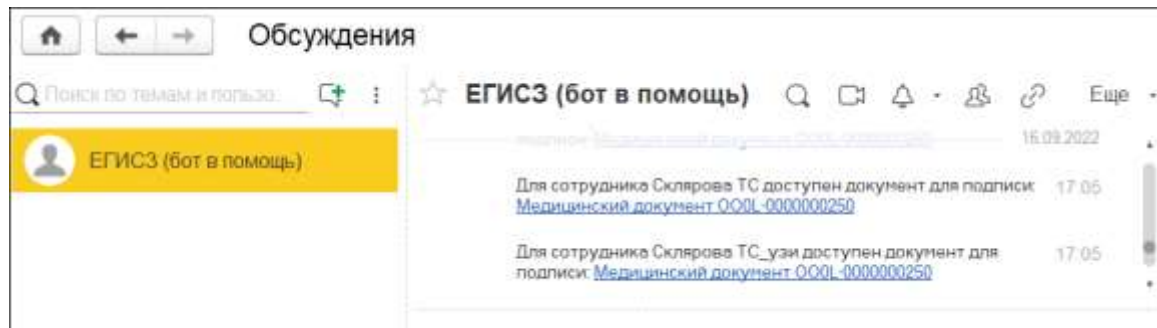 Обсуждения
Поиск по темам и пользо...
ЕГИСЗ (бот в помощь)
ЕГИСЗ (бот в помощь)
Еще
16.09.2022
Для сотрудника Склярова ТС доступен документ для подписи:
17:05
Медицинский документ ОО0L-0000000250
Для сотрудника Склярова ТС_узи доступен документ для
17:05
подписи: Медицинский документ ОО0L-0000000250